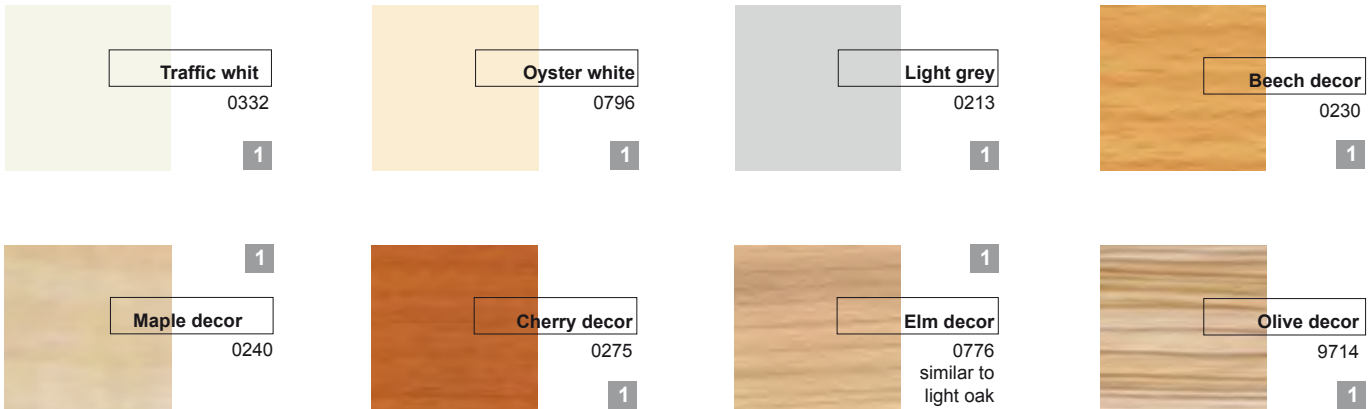 Traffic whit
0332
1
Oyster white
0796
1
Light grey
0213
1
Beech decor
0230
1
1
Maple decor
0240
Cherry decor
0275
1
1
Elm decor
0776
similar to
light oak
Olive decor
9714
1